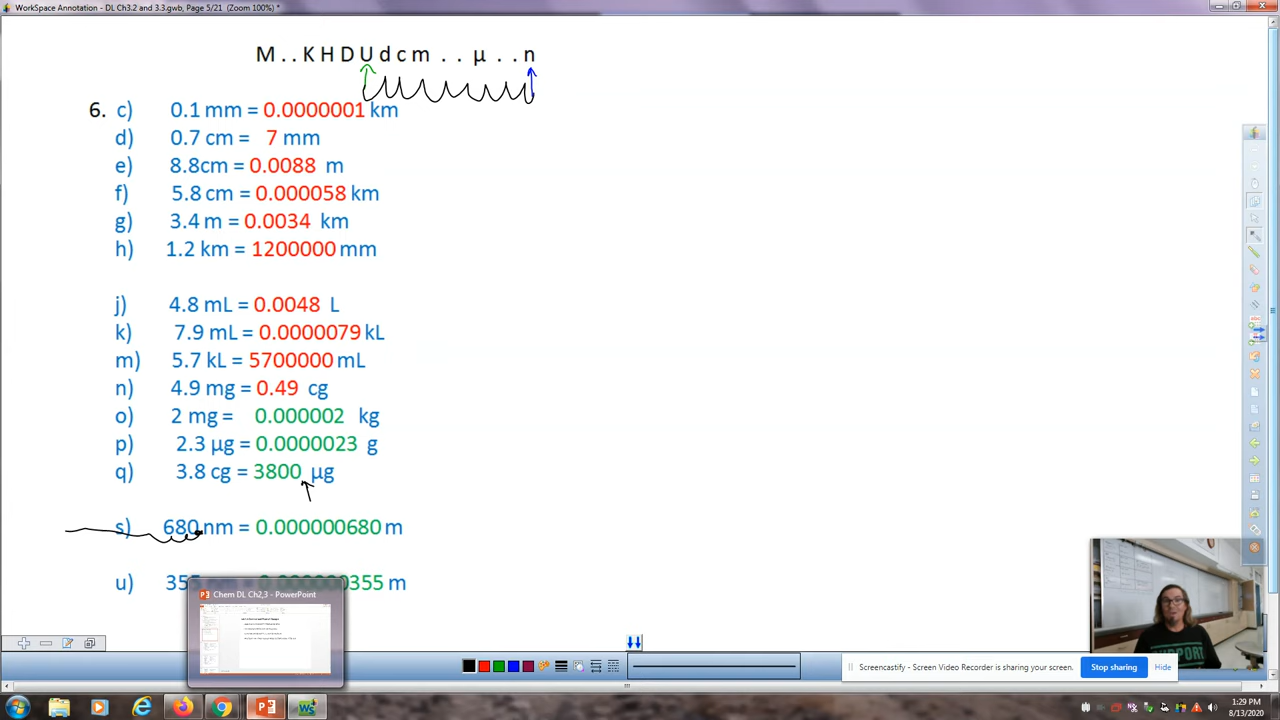 WorkSpace Annotation - DL Ch3.2 and 3.3.gwb, Page 5/21 (Zoom 100%) *
M . . K H D U d c m . . µ . . n
6. c) 0.1 mm = 0.0000001 km
d) 0.7 cm = 7 mm
e) 8.8cm = 0.0088 m
f) 5.8 cm = 0.000058 km
g) 3.4 m = 0.0034 km
h) 1.2 km = 1200000 mm
j) 4.8 mL = 0.0048 L
k) 7.9 mL = 0.0000079 kL
m) 5.7 kL = 5700000 mL
n) 4.9 mg = 0.49 cg
o) 2 mg = 0.000002 kg
p) 2.3 µg = 0.0000023 g
q) 3.8 cg = 3800 µg
s) 680 nm = 0.000000680 m
u) 355 m
Chem DL Ch2,3 - PowerPoint
Screencastify - Screen Video Recorder is sharing your screen.
Stop sharing
Hide
1:29 PM
8/13/2020